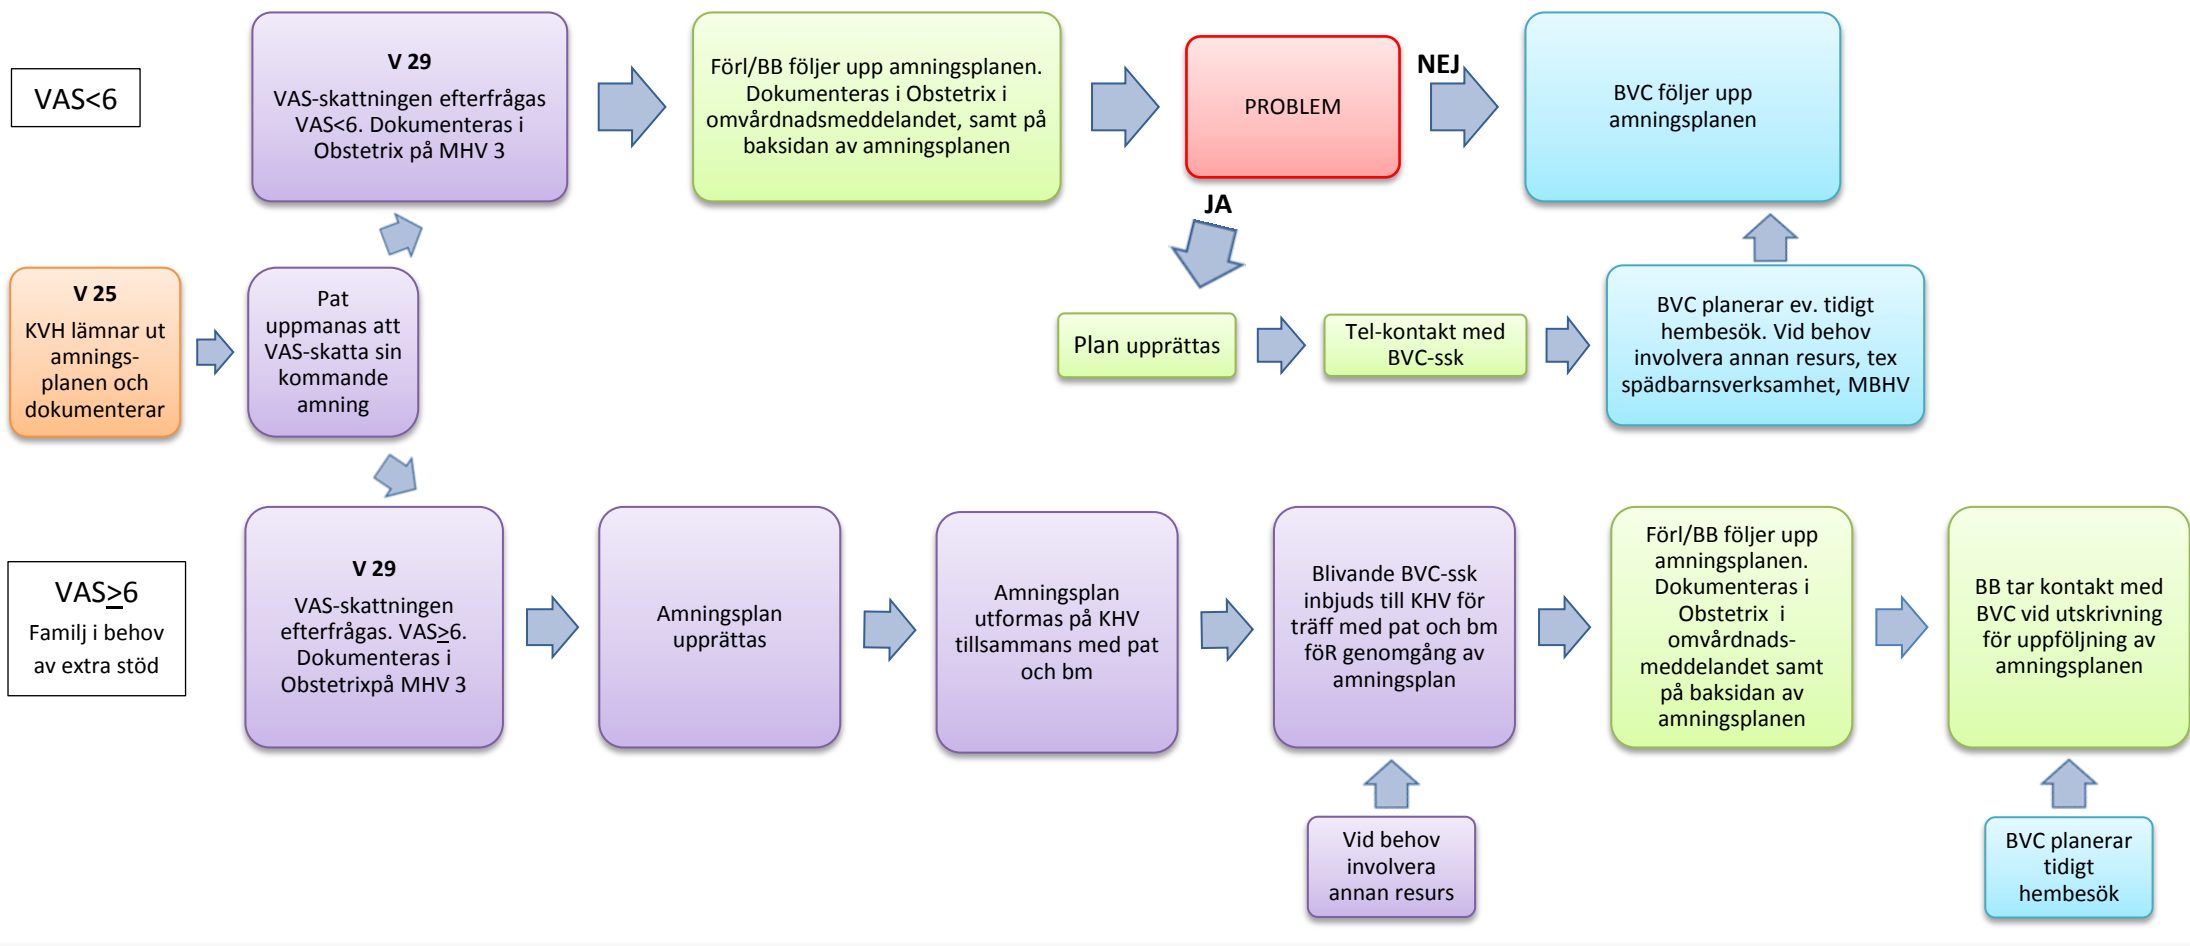 VAS<6
V 29
VAS-skattningen efterfrågas
VAS<6. Dokumenteras i
Obstetrix på MHV 3
Förl/BB följer upp amningsplanen.
Dokumenteras i Obstetrix i
omvårdnadsmeddelandet, samt på
baksidan av amningsplanen
PROBLEM
NEJ
BVC följer upp
amningsplanen
JA
V 25
KVH lämnar ut
amnings-
planen och
dokumenterar
Pat
uppmanas att
VAS-skatta sin
kommande
amning
Plan upprättas
Tel-kontakt med
BVC-ssk
BVC planerar ev. tidigt
hembesök. Vid behov
involvera annan resurs, tex
spädbarnsverksamhet, MBHV
VAS≥6
Familj i behov
av extra stöd
V 29
VAS-skattningen
efterfrågas. VAS≥6.
Dokumenteras i
Obstetrixpå MHV 3
Amningsplan
upprättas
Amningsplan
utformas på KHV
tillsammans med pat
och bm
Blivande BVC-ssk
inbjuds till KHV för
träff med pat och bm
föR genomgång av
amningsplan
Förl/BB följer upp
amningsplanen.
Dokumenteras i
Obstetrix i
omvårdnads-
meddelandet samt
på baksidan av
amningsplanen
BB tar kontakt med
BVC vid utskrivning
för uppföljning av
amningsplanen
Vid behov
involvera
annan resurs
BVC planerar
tidigt
hembesök